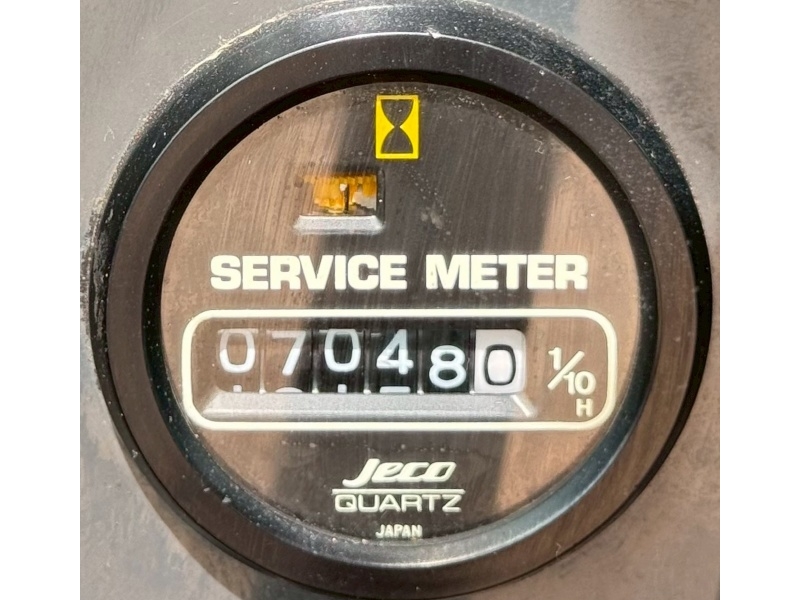 SERVICE METER
070480 1/10 H
Jeco
QUARTZ
JAPAN